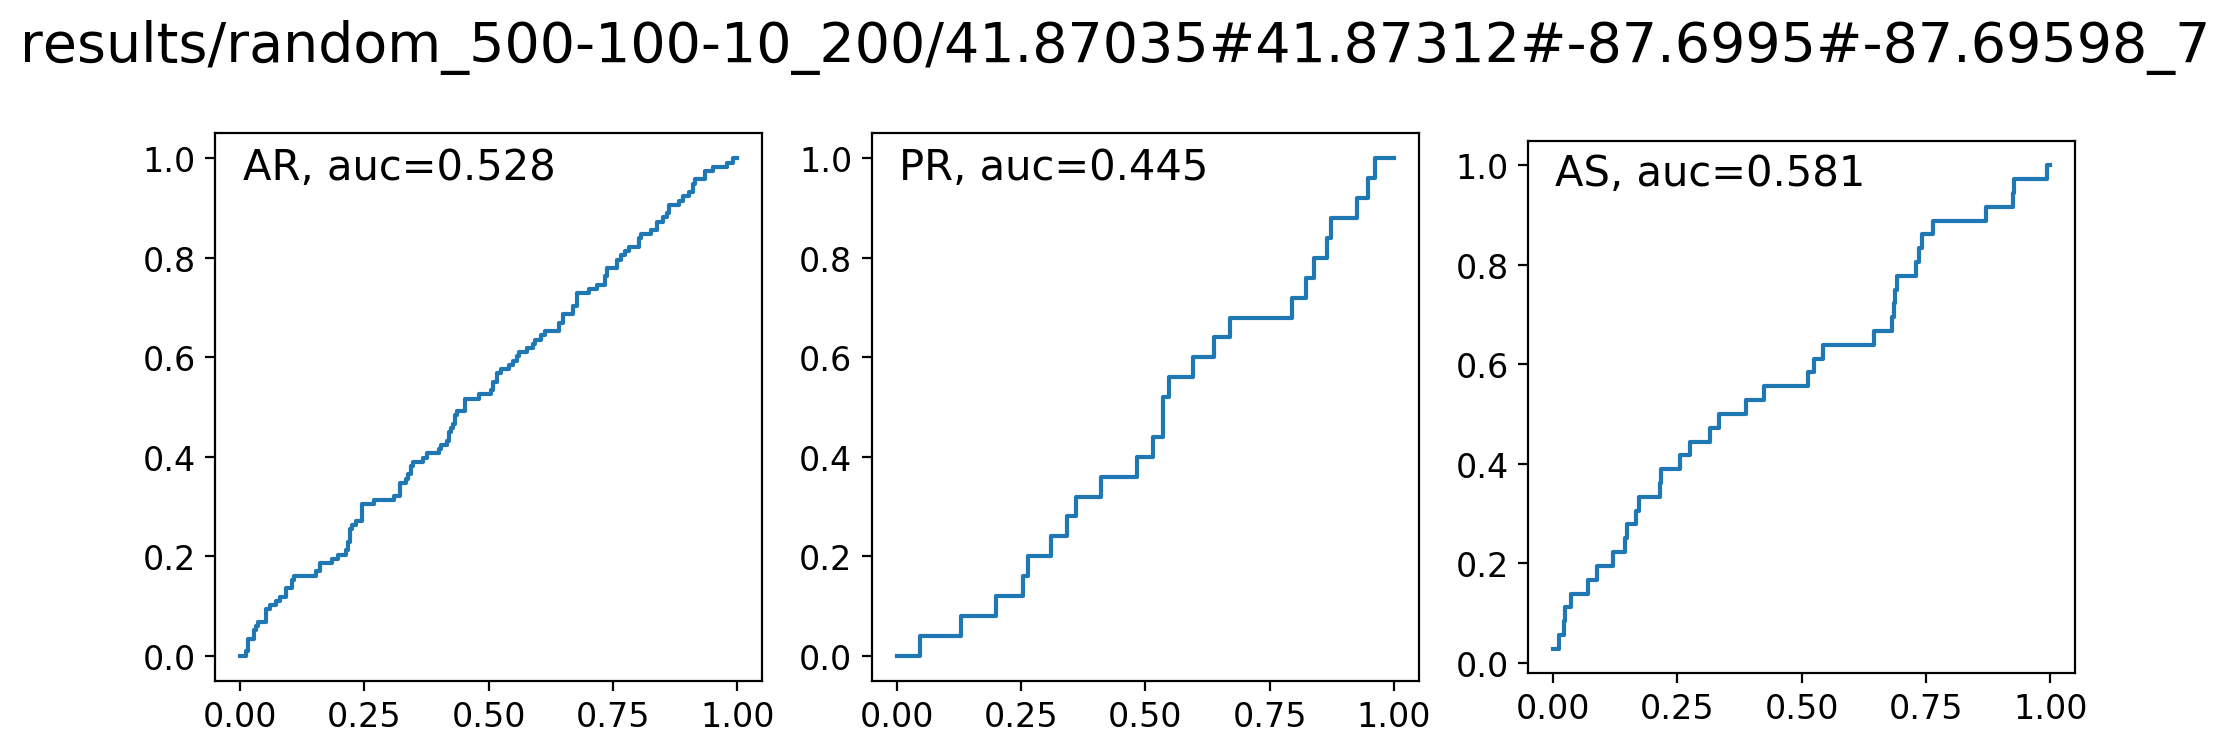 results/random_500-100-10_200/41.87035#41.87312#-87.6995#-87.69598_7
AR, auc=0.528
1.0
0.8
0.6
0.4
0.2
0.0
0.00 0.25 0.50 0.75 1.00
PR, auc=0.445
1.0
0.8
0.6
0.4
0.2
0.0
0.00 0.25 0.50 0.75 1.00
AS, auc=0.581
1.0
0.8
0.6
0.4
0.2
0.0
0.00 0.25 0.50 0.75 1.00